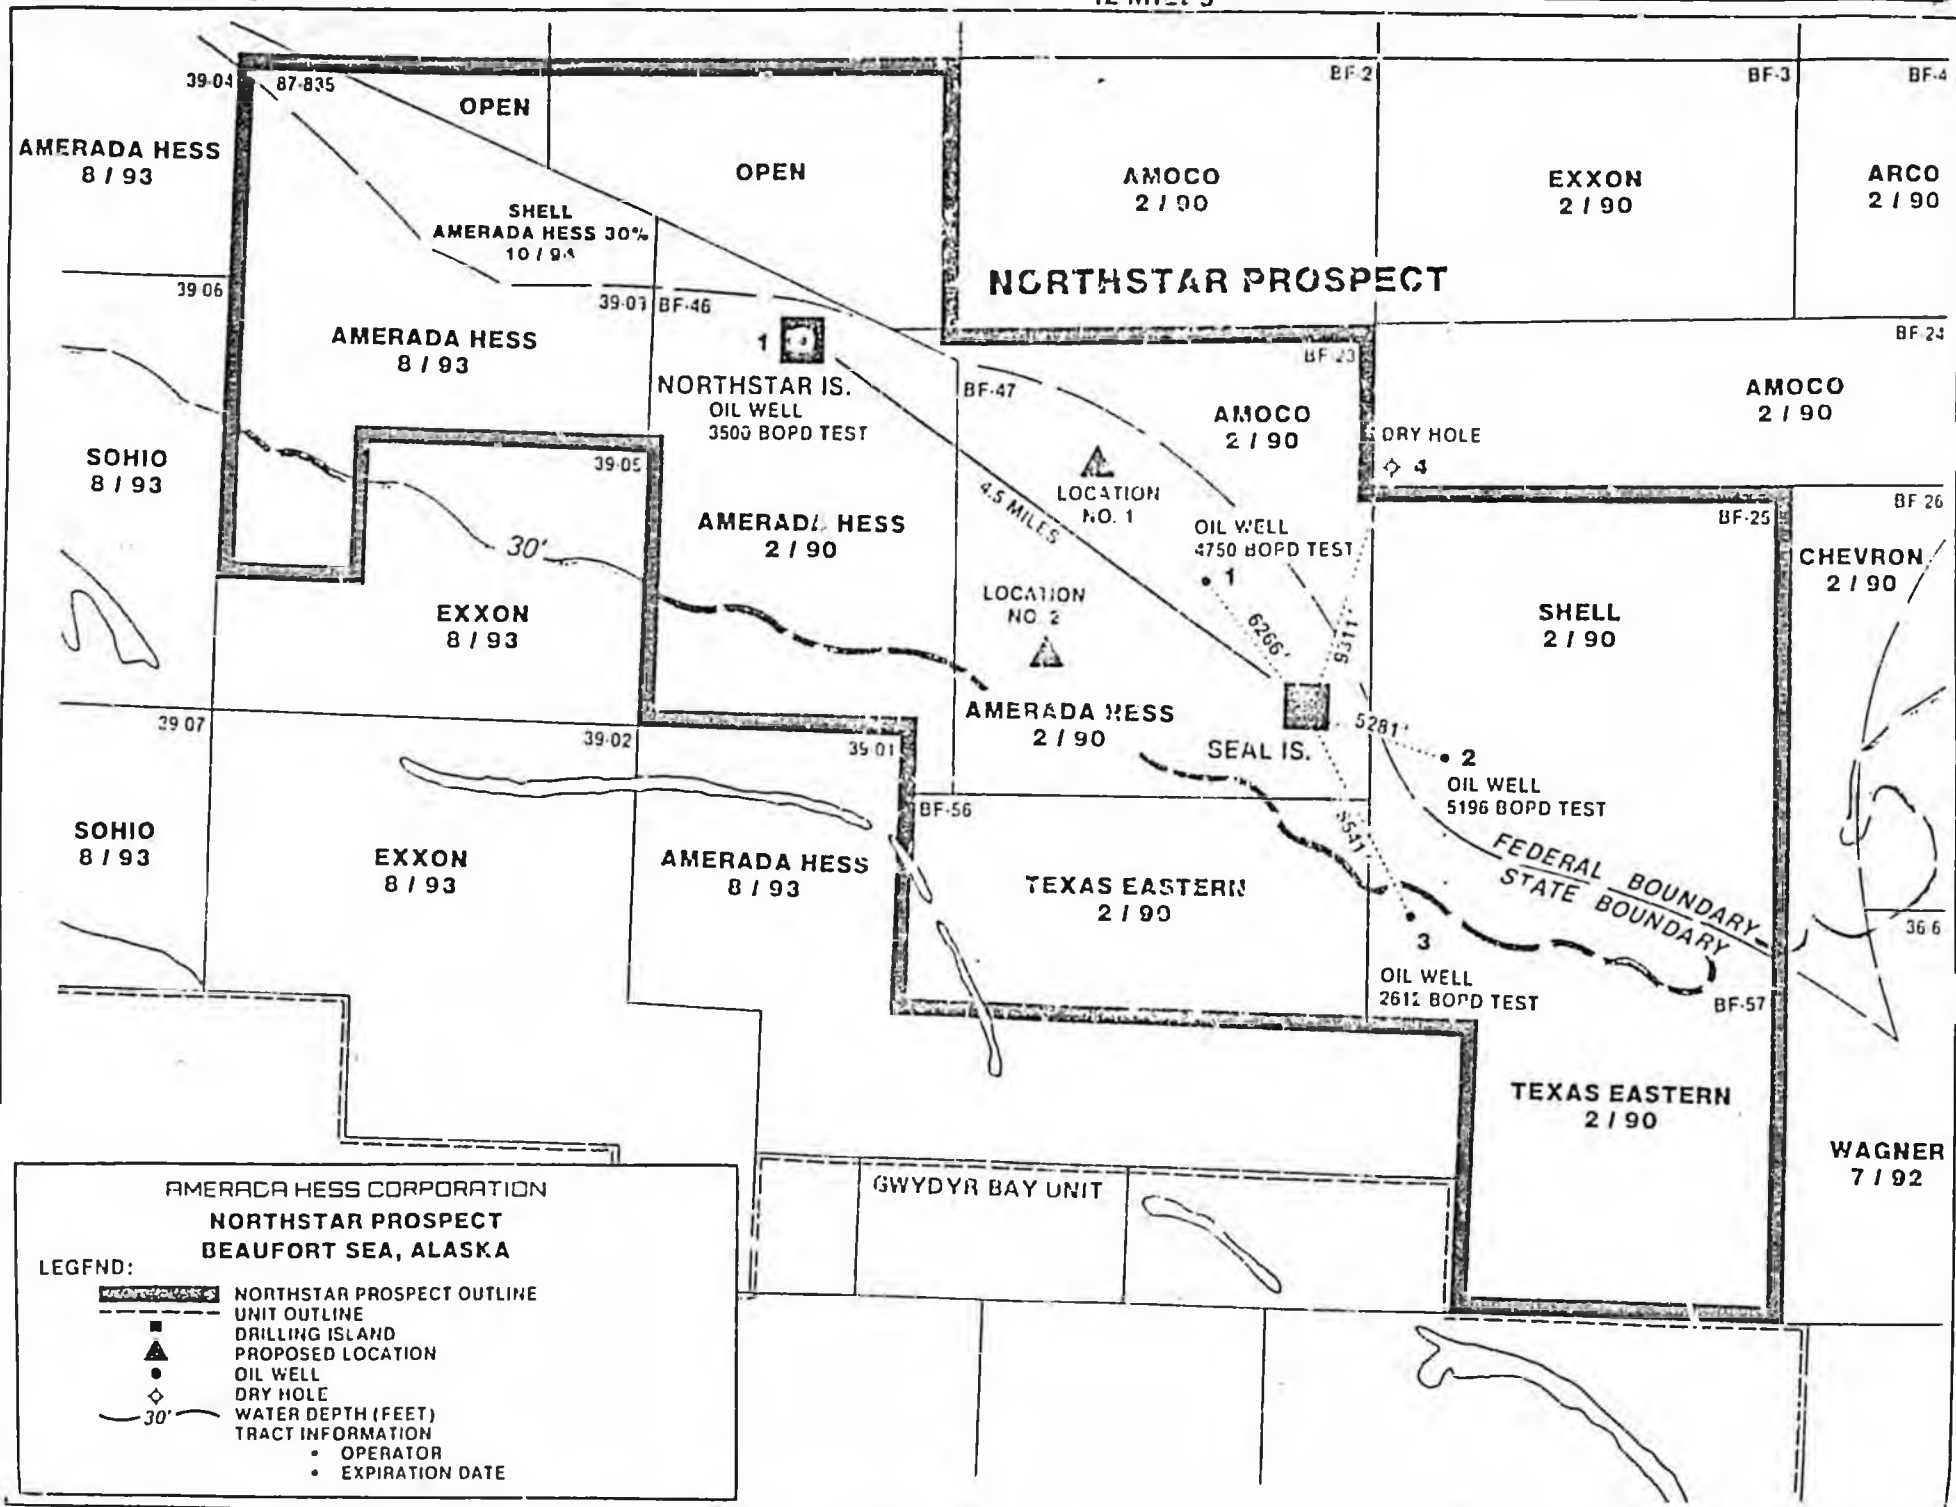 39-04
87-835
OPEN
OPEN
BF-2
BF-3
BF-4
AMERADA HESS
8 / 93
SHELL
AMERADA HESS 30%
AMOCO
2 / 90
EXXON
2 / 90
ARCO
2 / 90
39 06
39-03
BF-46
NORTHSTAR PROSPECT
AMERADA HESS
8 / 93
1
NORTHSTAR IS.
OIL WELL
3500 BOPD TEST
BF-23
BF-24
BF-47
AMOCO
2 / 90
AMOCO
2 / 90
DRY HOLE
4
SOHIO
8 / 93
39-05
4.5 MILES
LOCATION
NO. 1
BF-25
BF-26
AMERADA HESS
2 / 90
30'
OIL WELL
4750 BOPD TEST
1
CHEVRON
2 / 90
LOCATION
NO. 2
EXXON
8 / 93
SHELL
2 / 90
6266'
9311'
39 07
39-02
39 01
AMERADA HESS
2 / 90
SEAL IS.
5281'
2
OIL WELL
5196 BOPD TEST
BF-56
SOHIO
8 / 93
EXXON
8 / 93
AMERADA HESS
8 / 93
TEXAS EASTERN
2 / 90
3
OIL WELL
BOPD TEST
FEDERAL BOUNDARY
STATE BOUNDARY
36 6
BF-57
TEXAS EASTERN
2 / 90
WAGNER
7 / 92
GWYDYR BAY UNIT
AMERADA HESS CORPORATION
NORTHSTAR PROSPECT
BEAUFORT SEA, ALASKA
LEGEND:
NORTHSTAR PROSPECT OUTLINE
UNIT OUTLINE
DRILLING ISLAND
PROPOSED LOCATION
OIL WELL
DRY HOLE
30' WATER DEPTH (FEET)
TRACT INFORMATION
• OPERATOR
• EXPIRATION DATE